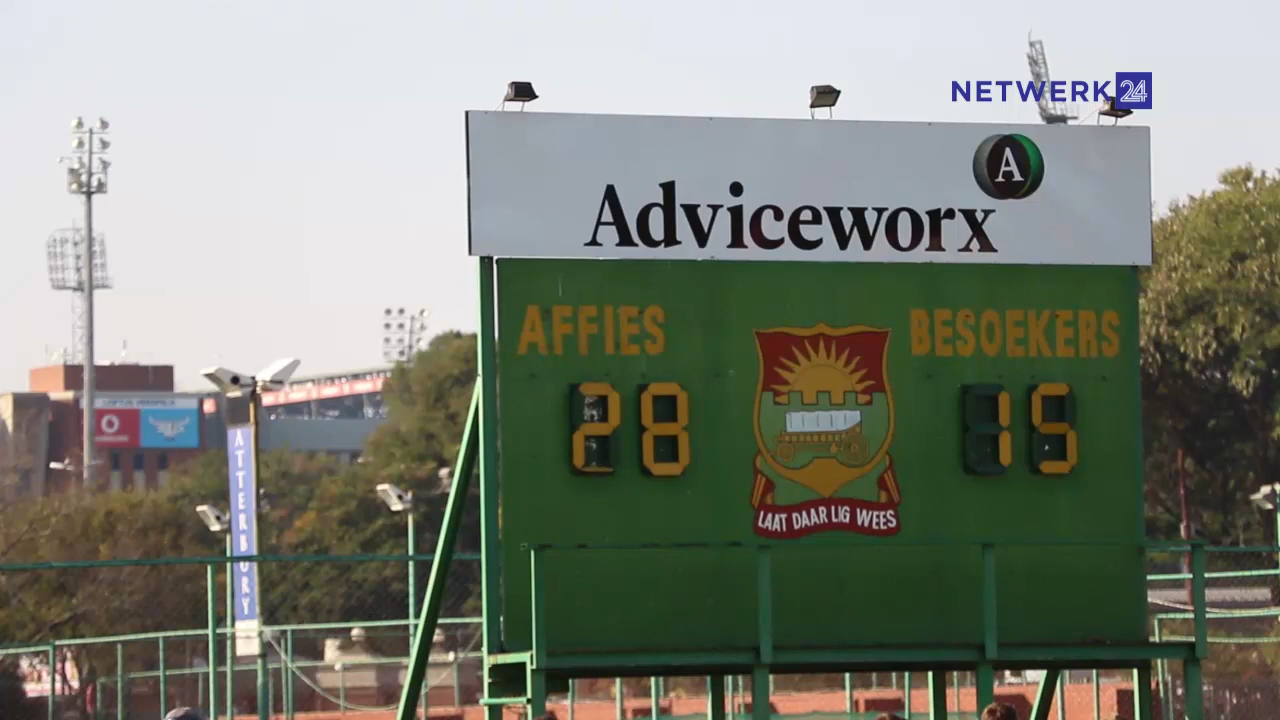 NETWERK24
A
Adviceworx
AFFIES
BESOEKERS
28
15
LAAT DAAR LIG WEES
ATTERBURY